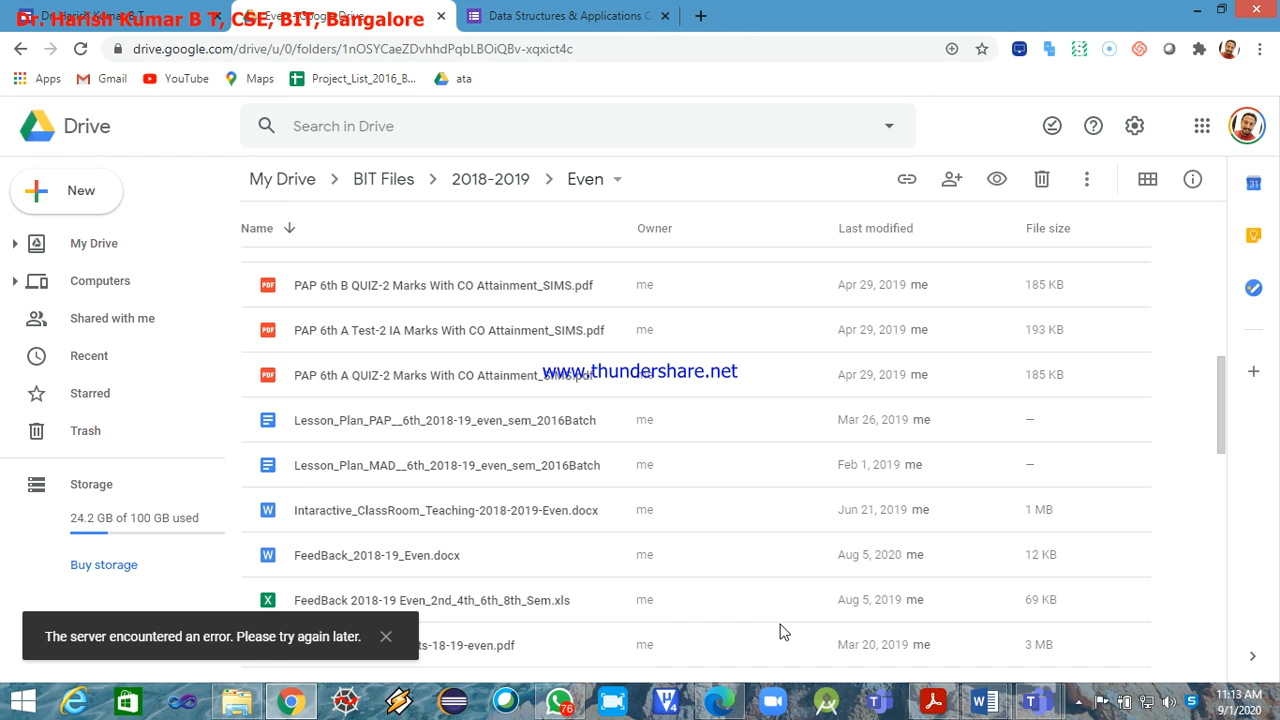 Dr. Harish Kumar B T, CSE, BIT, Bangalore
Data Structures & Applications C
drive.google.com/drive/u/0/folders/1nOSYCaeZDvhhdPqbLBOiQBv-xqxict4c
Apps Gmail YouTube Maps Project_List_2016_B... ata
Drive
Search in Drive
New
My Drive > BIT Files > 2018-2019 > Even
Name Owner Last modified File size
My Drive
Computers
Shared with me
Recent
Starred
Trash
Storage
24.2 GB of 100 GB used
Buy storage
PAP 6th B QUIZ-2 Marks With CO Attainment_SIMS.pdf me Apr 29, 2019 me 185 KB
PAP 6th A Test-2 IA Marks With CO Attainment_SIMS.pdf me Apr 29, 2019 me 193 KB
PAP 6th A QUIZ-2 Marks With CO Attainment_SIMS.pdf me Apr 29, 2019 me 185 KB
www.thundershare.net
Lesson_Plan_PAP__6th_2018-19_even_sem_2016Batch me Mar 26, 2019 me —
Lesson_Plan_MAD__6th_2018-19_even_sem_2016Batch me Feb 1, 2019 me —
Intaractive_ClassRoom_Teaching-2018-2019-Even.docx me Jun 21, 2019 me 1 MB
FeedBack_2018-19_Even.docx me Aug 5, 2020 me 12 KB
FeedBack 2018-19 Even_2nd_4th_6th_8th_Sem.xls me Aug 5, 2019 me 69 KB
ts-18-19-even.pdf me Mar 20, 2019 me 3 MB
The server encountered an error. Please try again later.
76
11:13 AM
9/1/2020